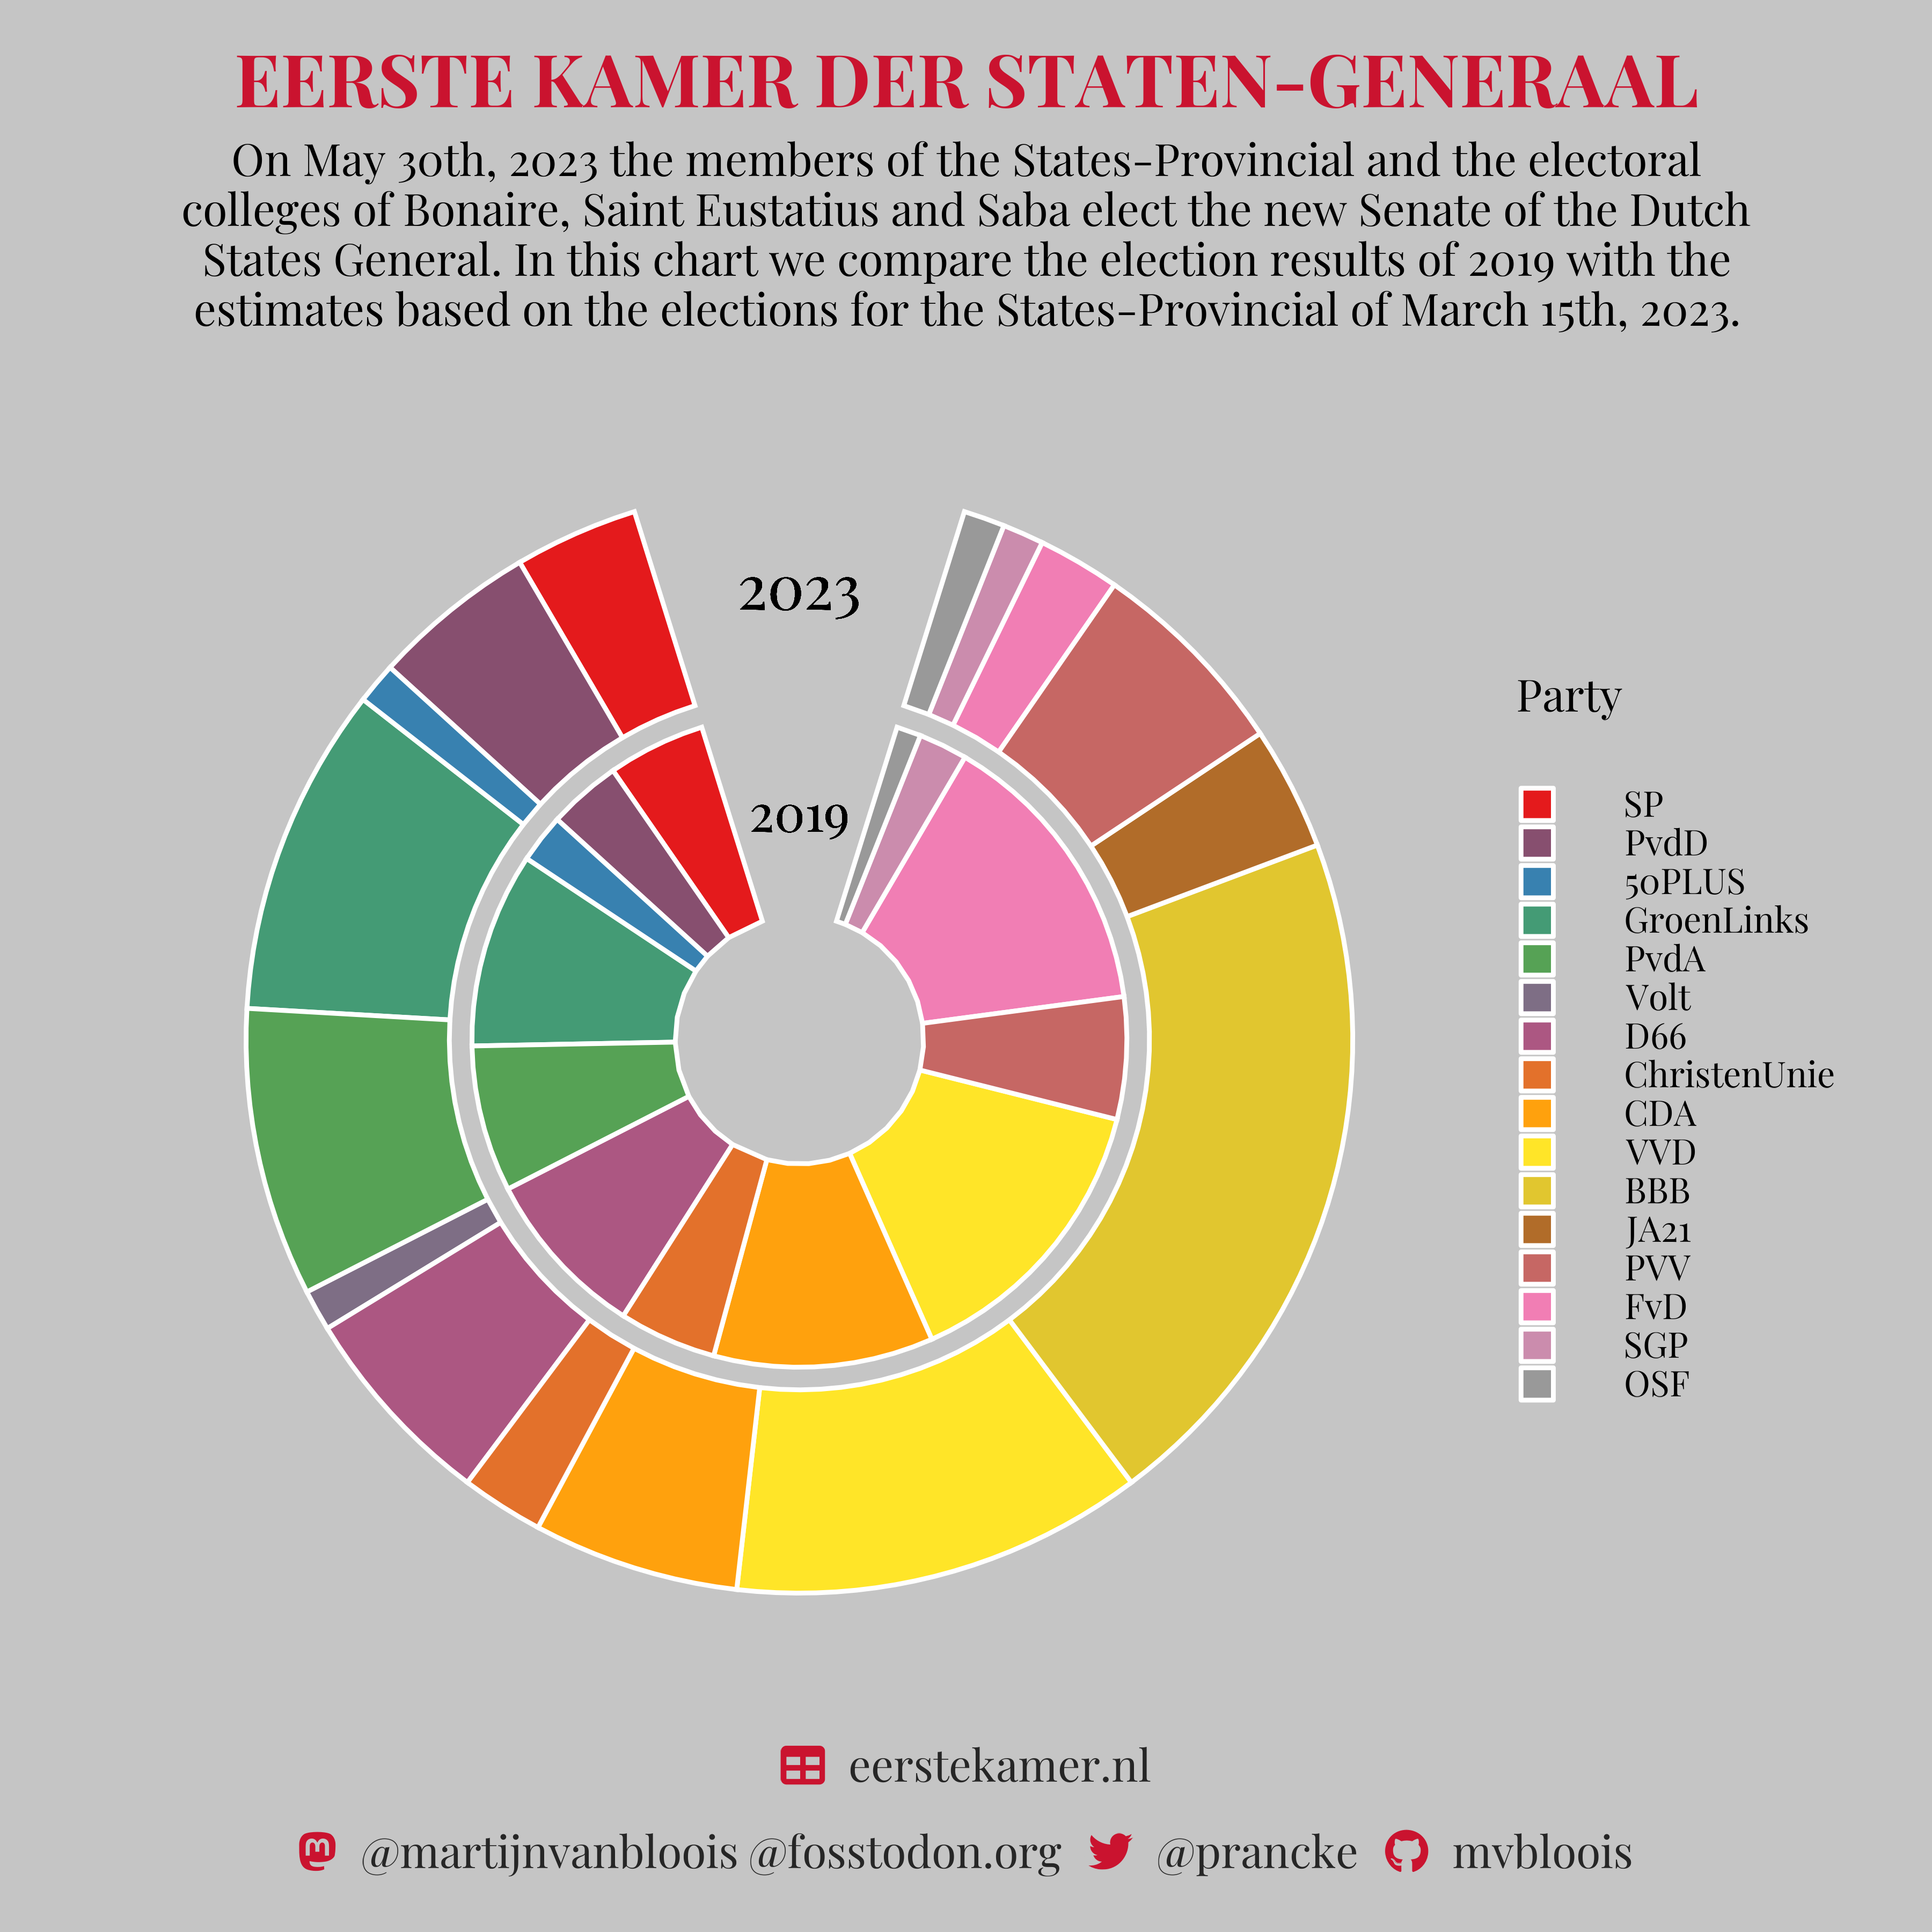 EERSTE KAMER DER STATEN-GENERAAL
On May 30th, 2023 the members of the States-Provincial and the electoral
colleges of Bonaire, Saint Eustatius and Saba elect the new Senate of the Dutch
States General. In this chart we compare the election results of 2019 with the
estimates based on the elections for the States-Provincial of March 15th, 2023.
2023
2019
Party
SP
PvdD
50PLUS
GroenLinks
PvdA
Volt
D66
ChristenUnie
CDA
VVD
BBB
JA21
PVV
FvD
SGP
OSF
eerstekamer.nl
@martijnvanbloois @fosstodon.org @prancke mvbloois